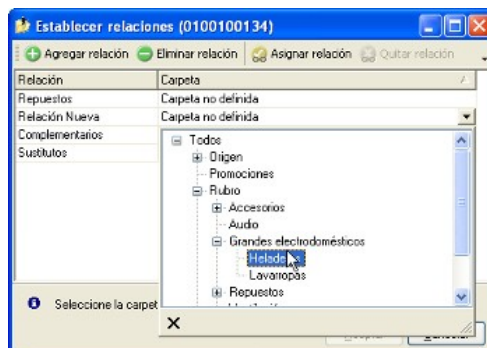 Establecer relaciones (0100100134)
Agregar relación Eliminar relación Asignar relación Quitar relación
Relación Carpeta
Repuestos Carpeta no definida
Relación Nueva Carpeta no definida
Complementarios
Sustitutos
Todos
Origen
Promociones
Rubro
Accesorios
Audio
Grandes electrodomésticos
Lavarropas
Repuestos
Seleccione la carpet